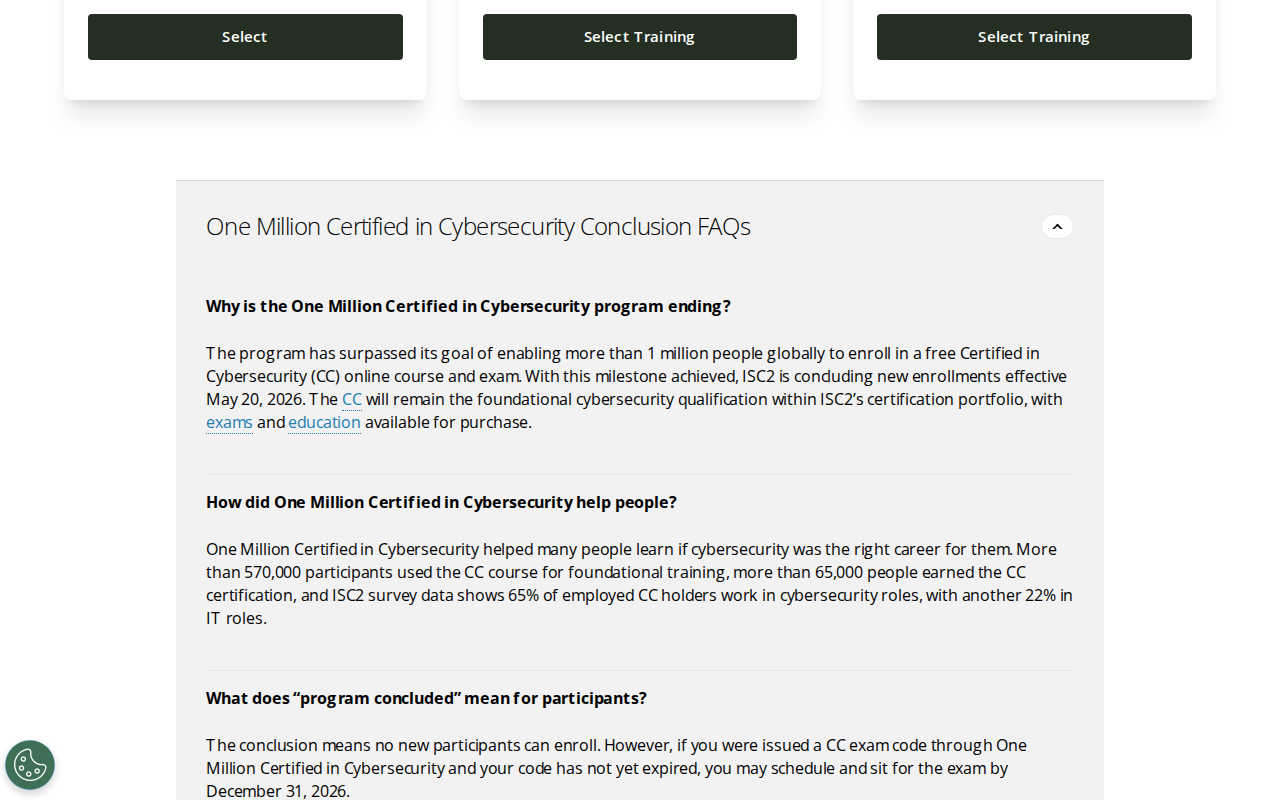 Select
Select Training
Select Training
One Million Certified in Cybersecurity Conclusion FAQs
Why is the One Million Certified in Cybersecurity program ending?
The program has surpassed its goal of enabling more than 1 million people globally to enroll in a free Certified in
Cybersecurity (CC) online course and exam. With this milestone achieved, ISC2 is concluding new enrollments effective
May 20, 2026. The CC will remain the foundational cybersecurity qualification within ISC2’s certification portfolio, with
exams and education available for purchase.
How did One Million Certified in Cybersecurity help people?
One Million Certified in Cybersecurity helped many people learn if cybersecurity was the right career for them. More
than 570,000 participants used the CC course for foundational training, more than 65,000 people earned the CC
certification, and ISC2 survey data shows 65% of employed CC holders work in cybersecurity roles, with another 22% in
IT roles.
What does “program concluded” mean for participants?
The conclusion means no new participants can enroll. However, if you were issued a CC exam code through One
Million Certified in Cybersecurity and your code has not yet expired, you may schedule and sit for the exam by
December 31, 2026.